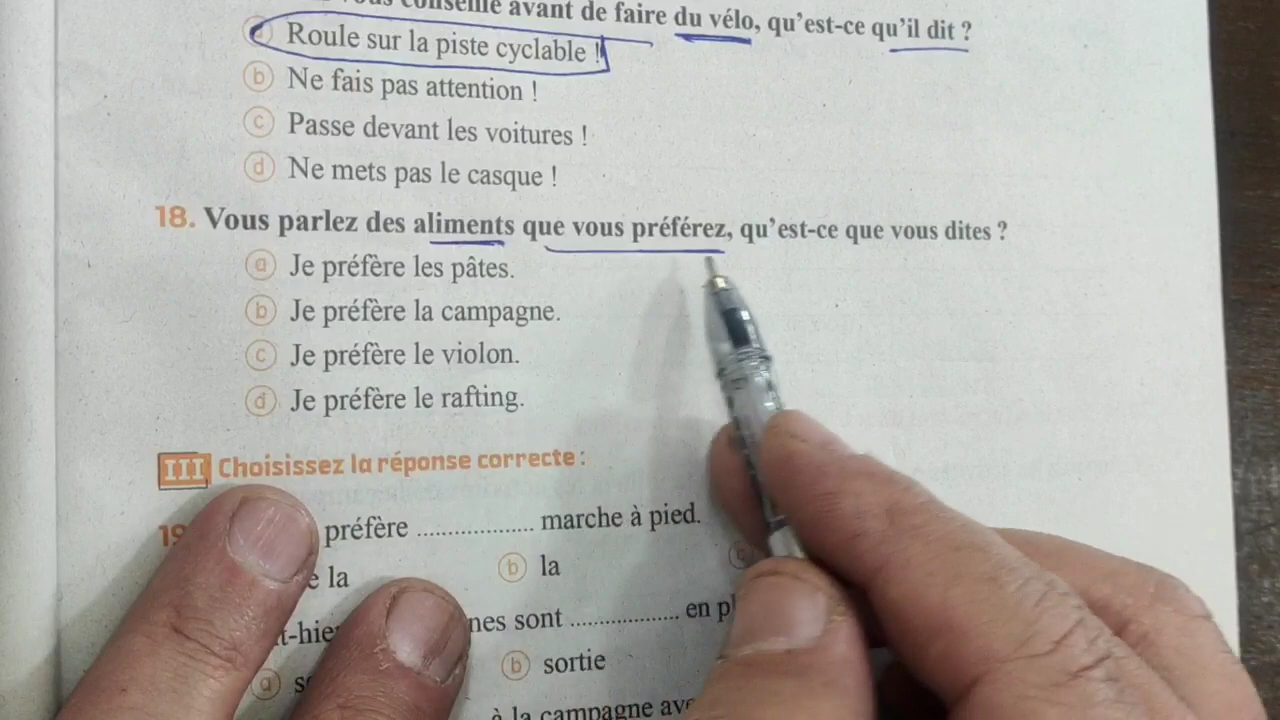 conseille avant de faire du vélo, qu'est-ce qu'il dit ?
Roule sur la piste cyclable !
b Ne fais pas attention !
c Passe devant les voitures !
d Ne mets pas le casque !
18. Vous parlez des aliments que vous préférez, qu'est-ce que vous dites ?
a Je préfère les pâtes.
b Je préfère la campagne.
c Je préfère le violon.
d Je préfère le rafting.
III Choisissez la réponse correcte :
préfère .................. marche à pied.
la b la
sont .................. en
a b sortie
à la campagne